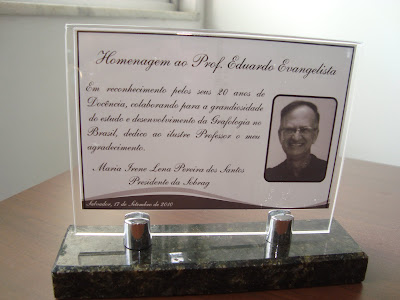 Homenagem ao Prof. Eduardo Evangelista
Em reconhecimento pelos seus 20 anos de
Docência, colaborando para a grandiosidade
do estudo e desenvolvimento da Grafologia no
Brasil, dedico ao ilustre Professor o meu
agradecimento.
Maria Irene Lena Pereira dos Santos
Presidente da Sobrag
Salvador, 17 de Setembro de 2010